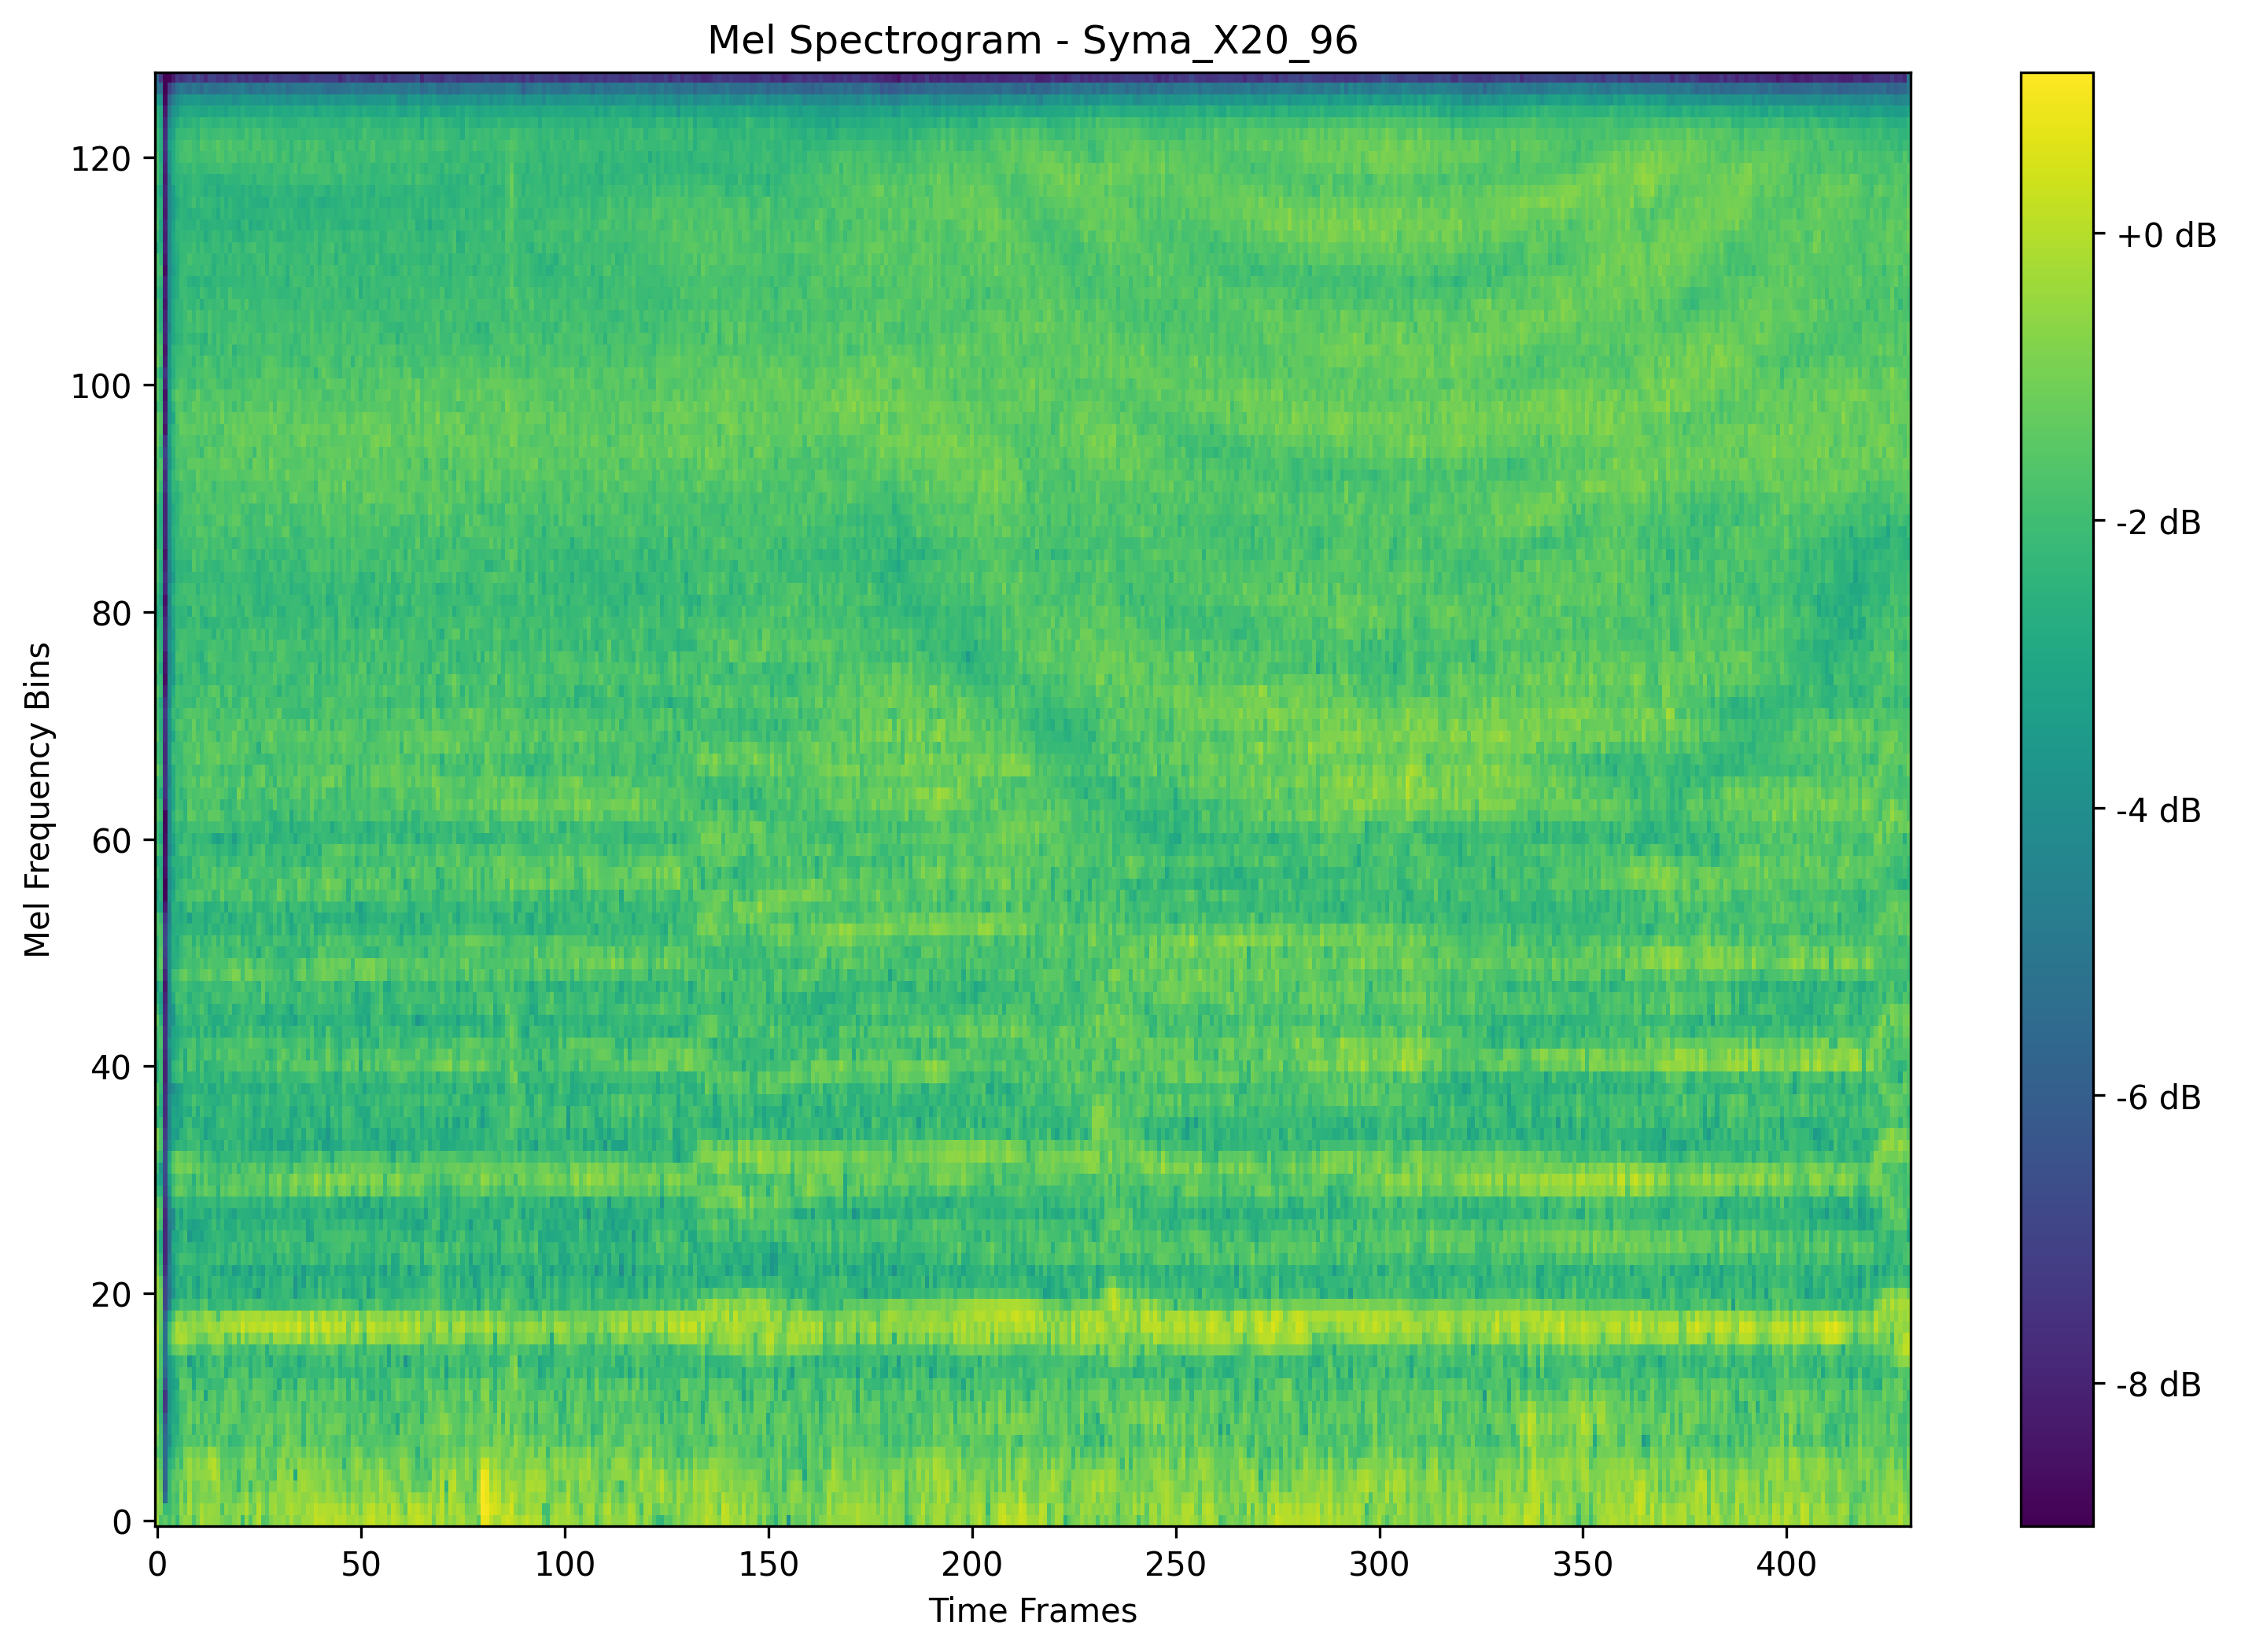 Mel Spectrogram - Syma_X20_96
Mel Frequency Bins
120
100
80
60
40
20
0
0 50 100 150 200 250 300 350 400
Time Frames
+0 dB
-2 dB
-4 dB
-6 dB
-8 dB